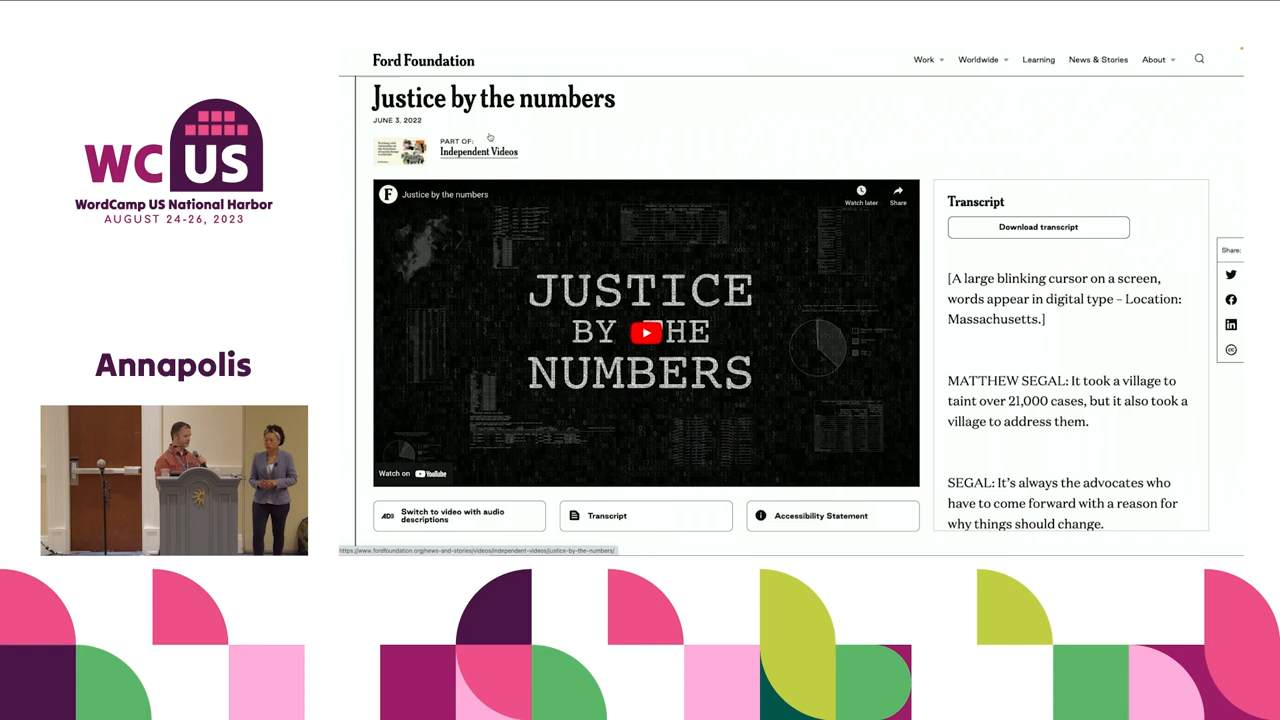 WC US
WordCamp US National Harbor
AUGUST 24-26, 2023
Annapolis
Ford Foundation
Work
Worldwide
Learning
News & Stories
About
Justice by the numbers
JUNE 3, 2022
PART OF:
Independent Videos
Justice by the numbers
Watch later
Share
JUSTICE
BY THE
NUMBERS
Watch on YouTube
Switch to video with audio
descriptions
Transcript
Accessibility Statement
Transcript
Download transcript
[A large blinking cursor on a screen,
words appear in digital type – Location:
Massachusetts.]
MATTHEW SEGAL: It took a village to
taint over 21,000 cases, but it also took a
village to address them.
SEGAL: It's always the advocates who
have to come forward with a reason for
why things should change.
Share:
https://www.fordfoundation.org/news-and-stories/videos/independent-videos/justice-by-the-numbers/